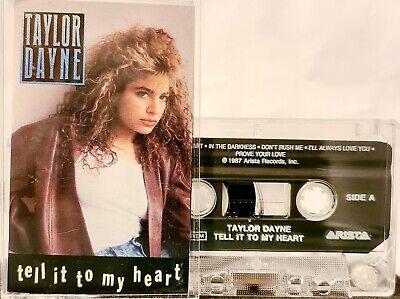 TAYLOR
DAYNE
tell it to my heart
IN THE DARKNESS • DON'T RUSH ME • I'LL ALWAYS LOVE YOU •
PROVE YOUR LOVE
℗ 1987 Arista Records, Inc.
SIDE A
TAYLOR DAYNE
TELL IT TO MY HEART
ARISTA